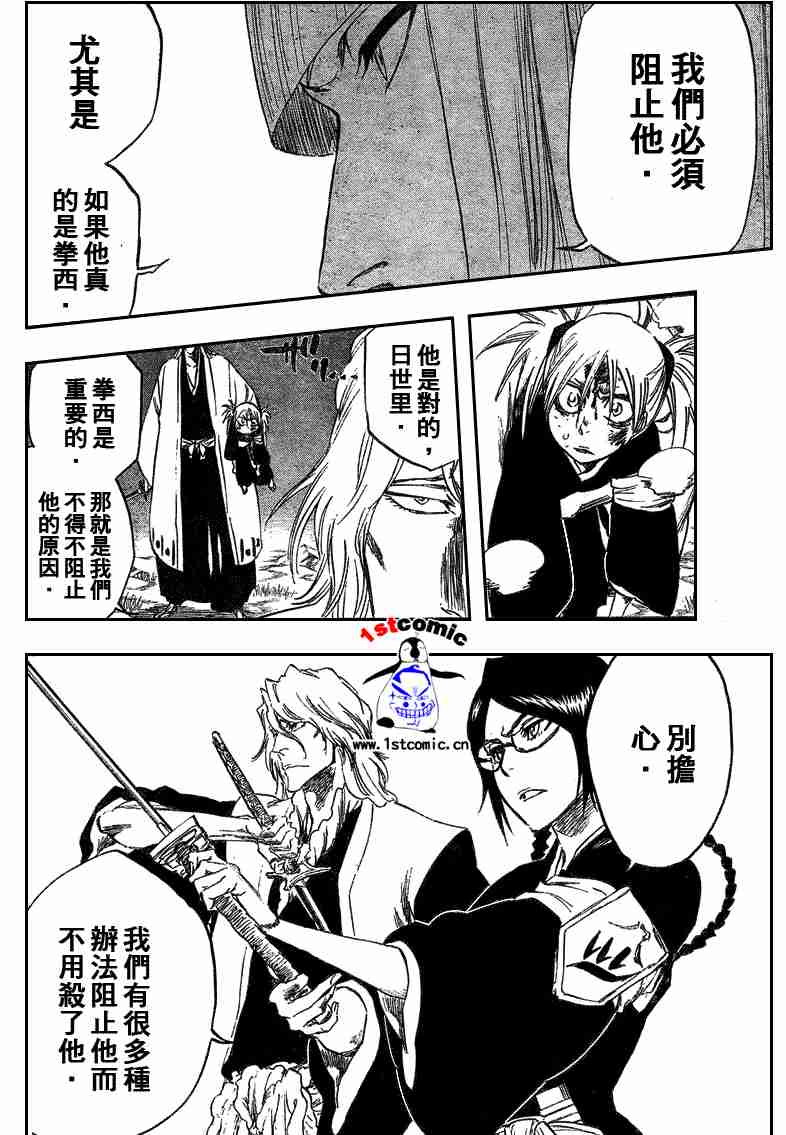 我們必須
阻止他．
尤其是
如果他真
的是拳西．
他是對的，
日世里．
拳西是
重要的．
那就是我們
不得不阻止
他的原因．
1stcomic
www.1stcomic.cn
別擔
心．
我們有很多種
辦法阻止他而
不用殺了他．